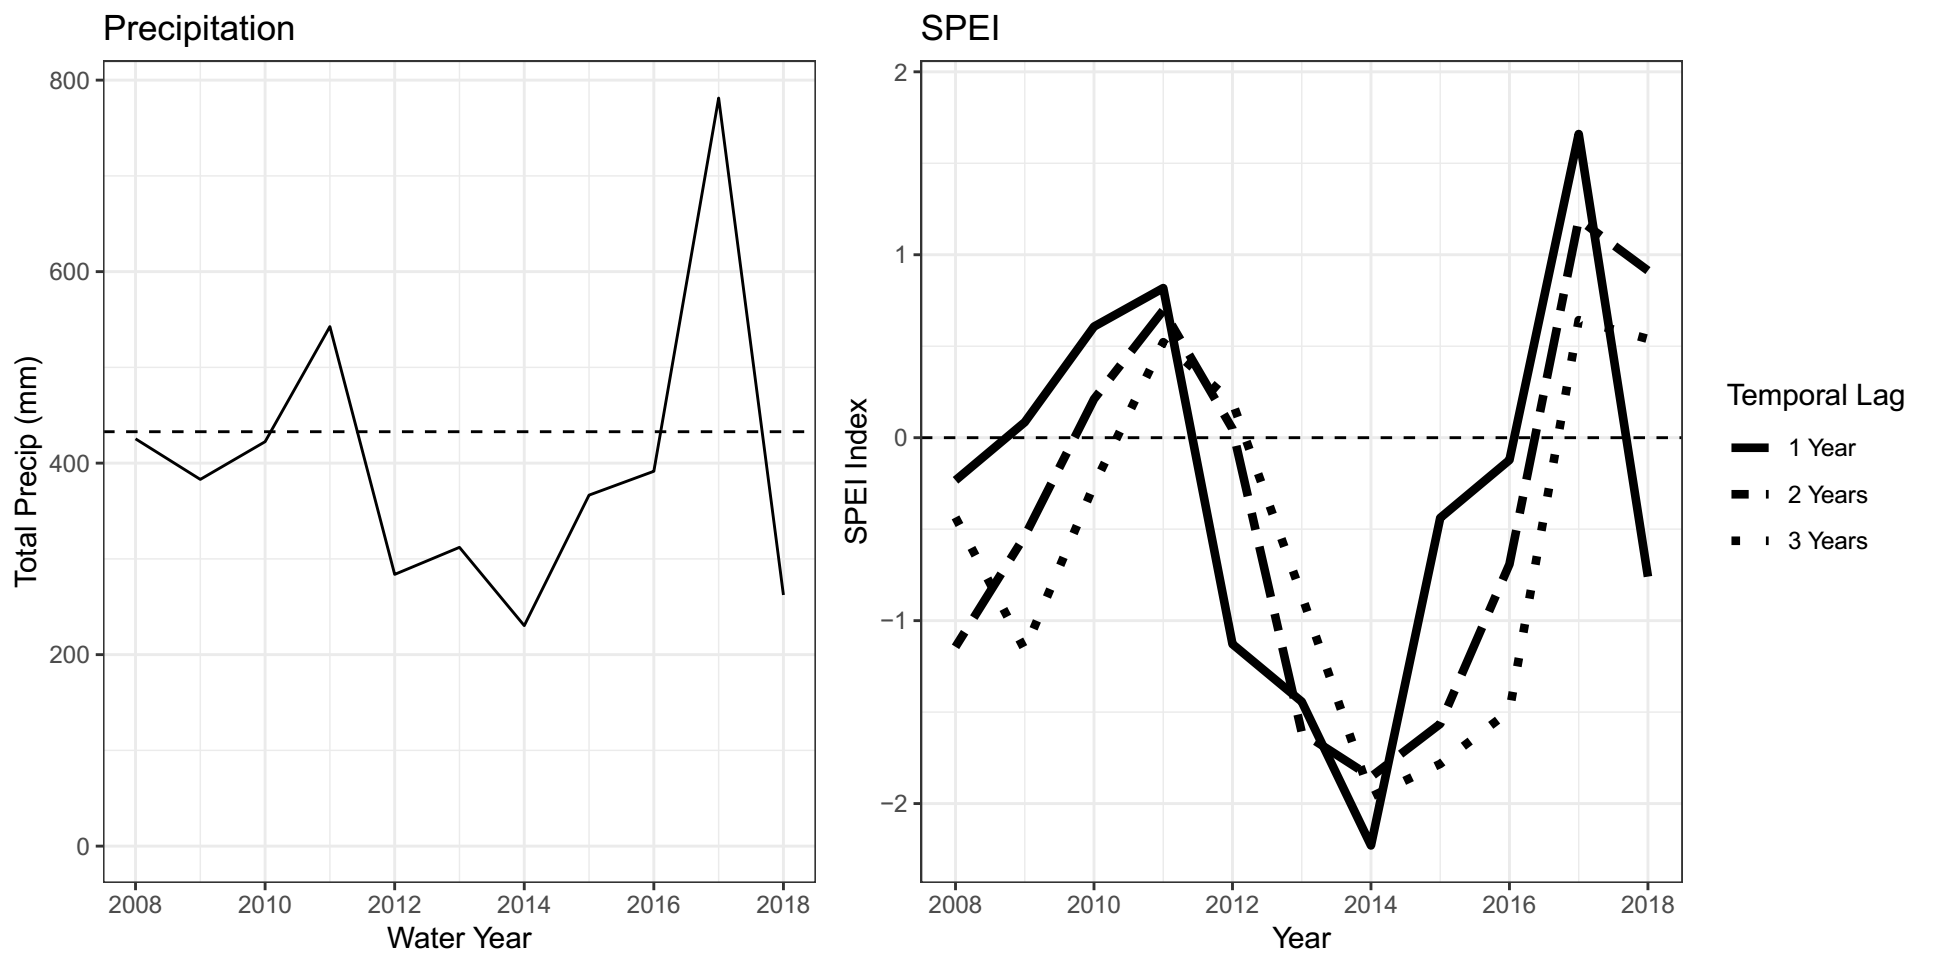 Precipitation
800
600
400
200
0
Total Precip (mm)
2008 2010 2012 2014 2016 2018
Water Year
SPEI
2
1
0
−1
−2
SPEI Index
2008 2010 2012 2014 2016 2018
Year
Temporal Lag
1 Year
2 Years
3 Years